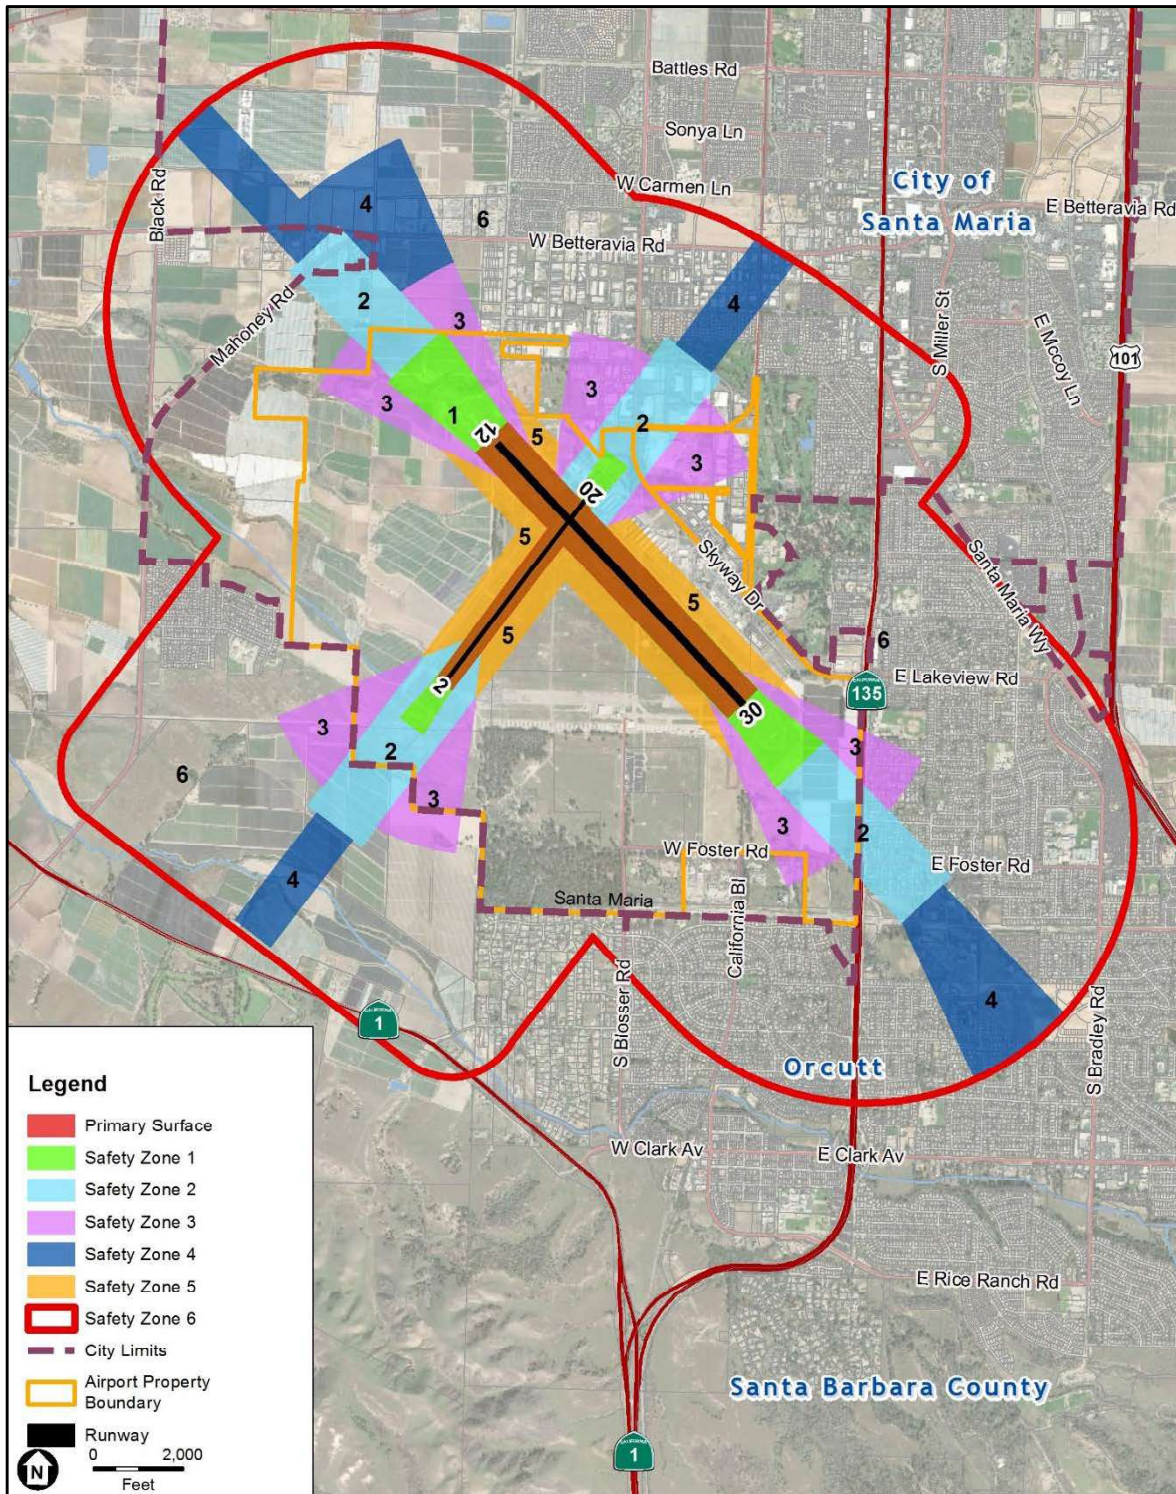 Battles Rd
Sonya Ln
W Carmen Ln
City of
Santa Maria
E Betteravia Rd
Black Rd
4
6
W Betteravia Rd
4
Mahoney Rd
2
3
S Miller St
E Mccoy Ln
101
3
3
2
1
12
5
3
20
5
Skyway Dr
5
Santa Maria Wy
5
6
E Lakeview Rd
CALIFORNIA
135
2
30
3
2
3
6
3
3
2
W Foster Rd
E Foster Rd
4
Santa Maria
California Bl
S Blosser Rd
4
S Bradley Rd
CALIFORNIA
1
Orcutt
W Clark Av
E Clark Av
E Rice Ranch Rd
Santa Barbara County
CALIFORNIA
1
Legend
Primary Surface
Safety Zone 1
Safety Zone 2
Safety Zone 3
Safety Zone 4
Safety Zone 5
Safety Zone 6
City Limits
Airport Property
Boundary
Runway
0 2,000
Feet
N